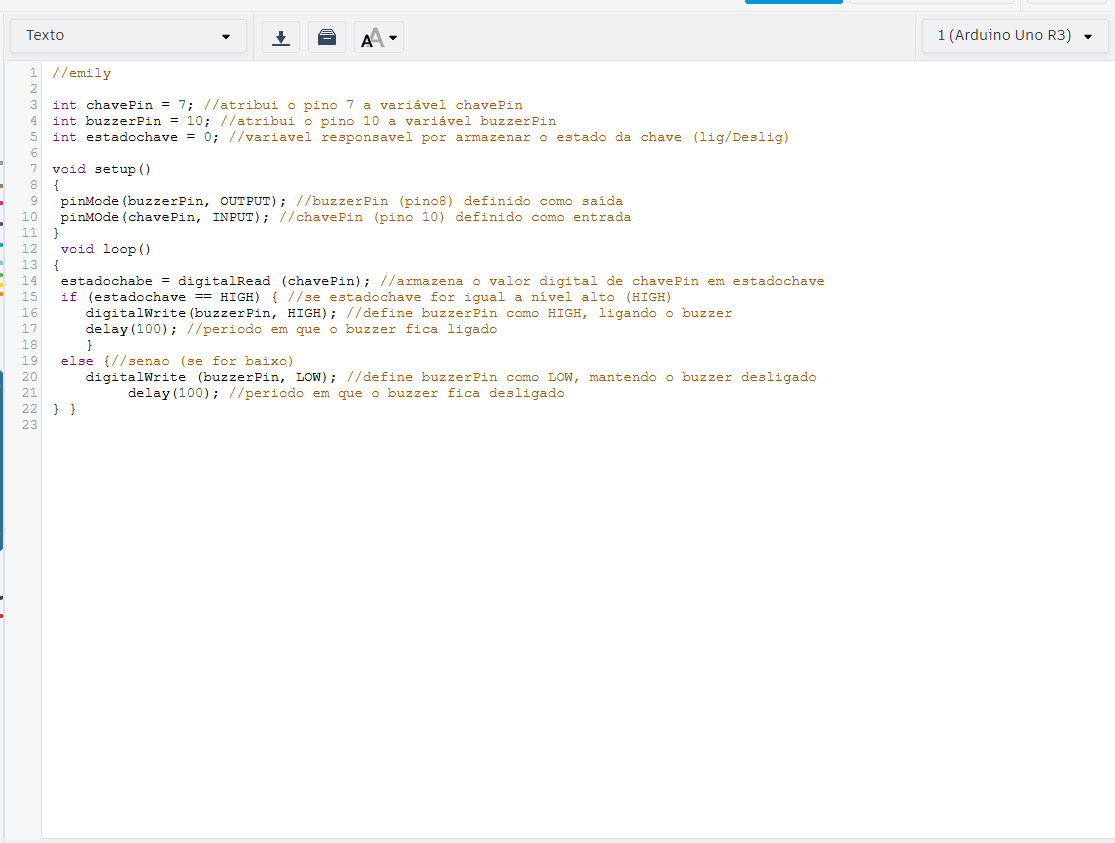 Texto
1 (Arduino Uno R3)
1 //emily
2
3 int chavePin = 7; //atribui o pino 7 a variável chavePin
4 int buzzerPin = 10; //atribui o pino 10 a variável buzzerPin
5 int estadochave = 0; //variavel responsavel por armazenar o estado da chave (lig/Deslig)
6
7 void setup()
8 {
9  pinMode(buzzerPin, OUTPUT); //buzzerPin (pino8) definido como saída
10  pinMOde(chavePin, INPUT); //chavePin (pino 10) definido como entrada
11 }
12  void loop()
13 {
14  estadochabe = digitalRead (chavePin); //armazena o valor digital de chavePin em estadochave
15  if (estadochave == HIGH) { //se estadochave for igual a nível alto (HIGH)
16     digitalWrite(buzzerPin, HIGH); //define buzzerPin como HIGH, ligando o buzzer
17     delay(100); //periodo em que o buzzer fica ligado
18     }
19  else {//senao (se for baixo)
20     digitalWrite (buzzerPin, LOW); //define buzzerPin como LOW, mantendo o buzzer desligado
21          delay(100); //periodo em que o buzzer fica desligado
22 } }
23